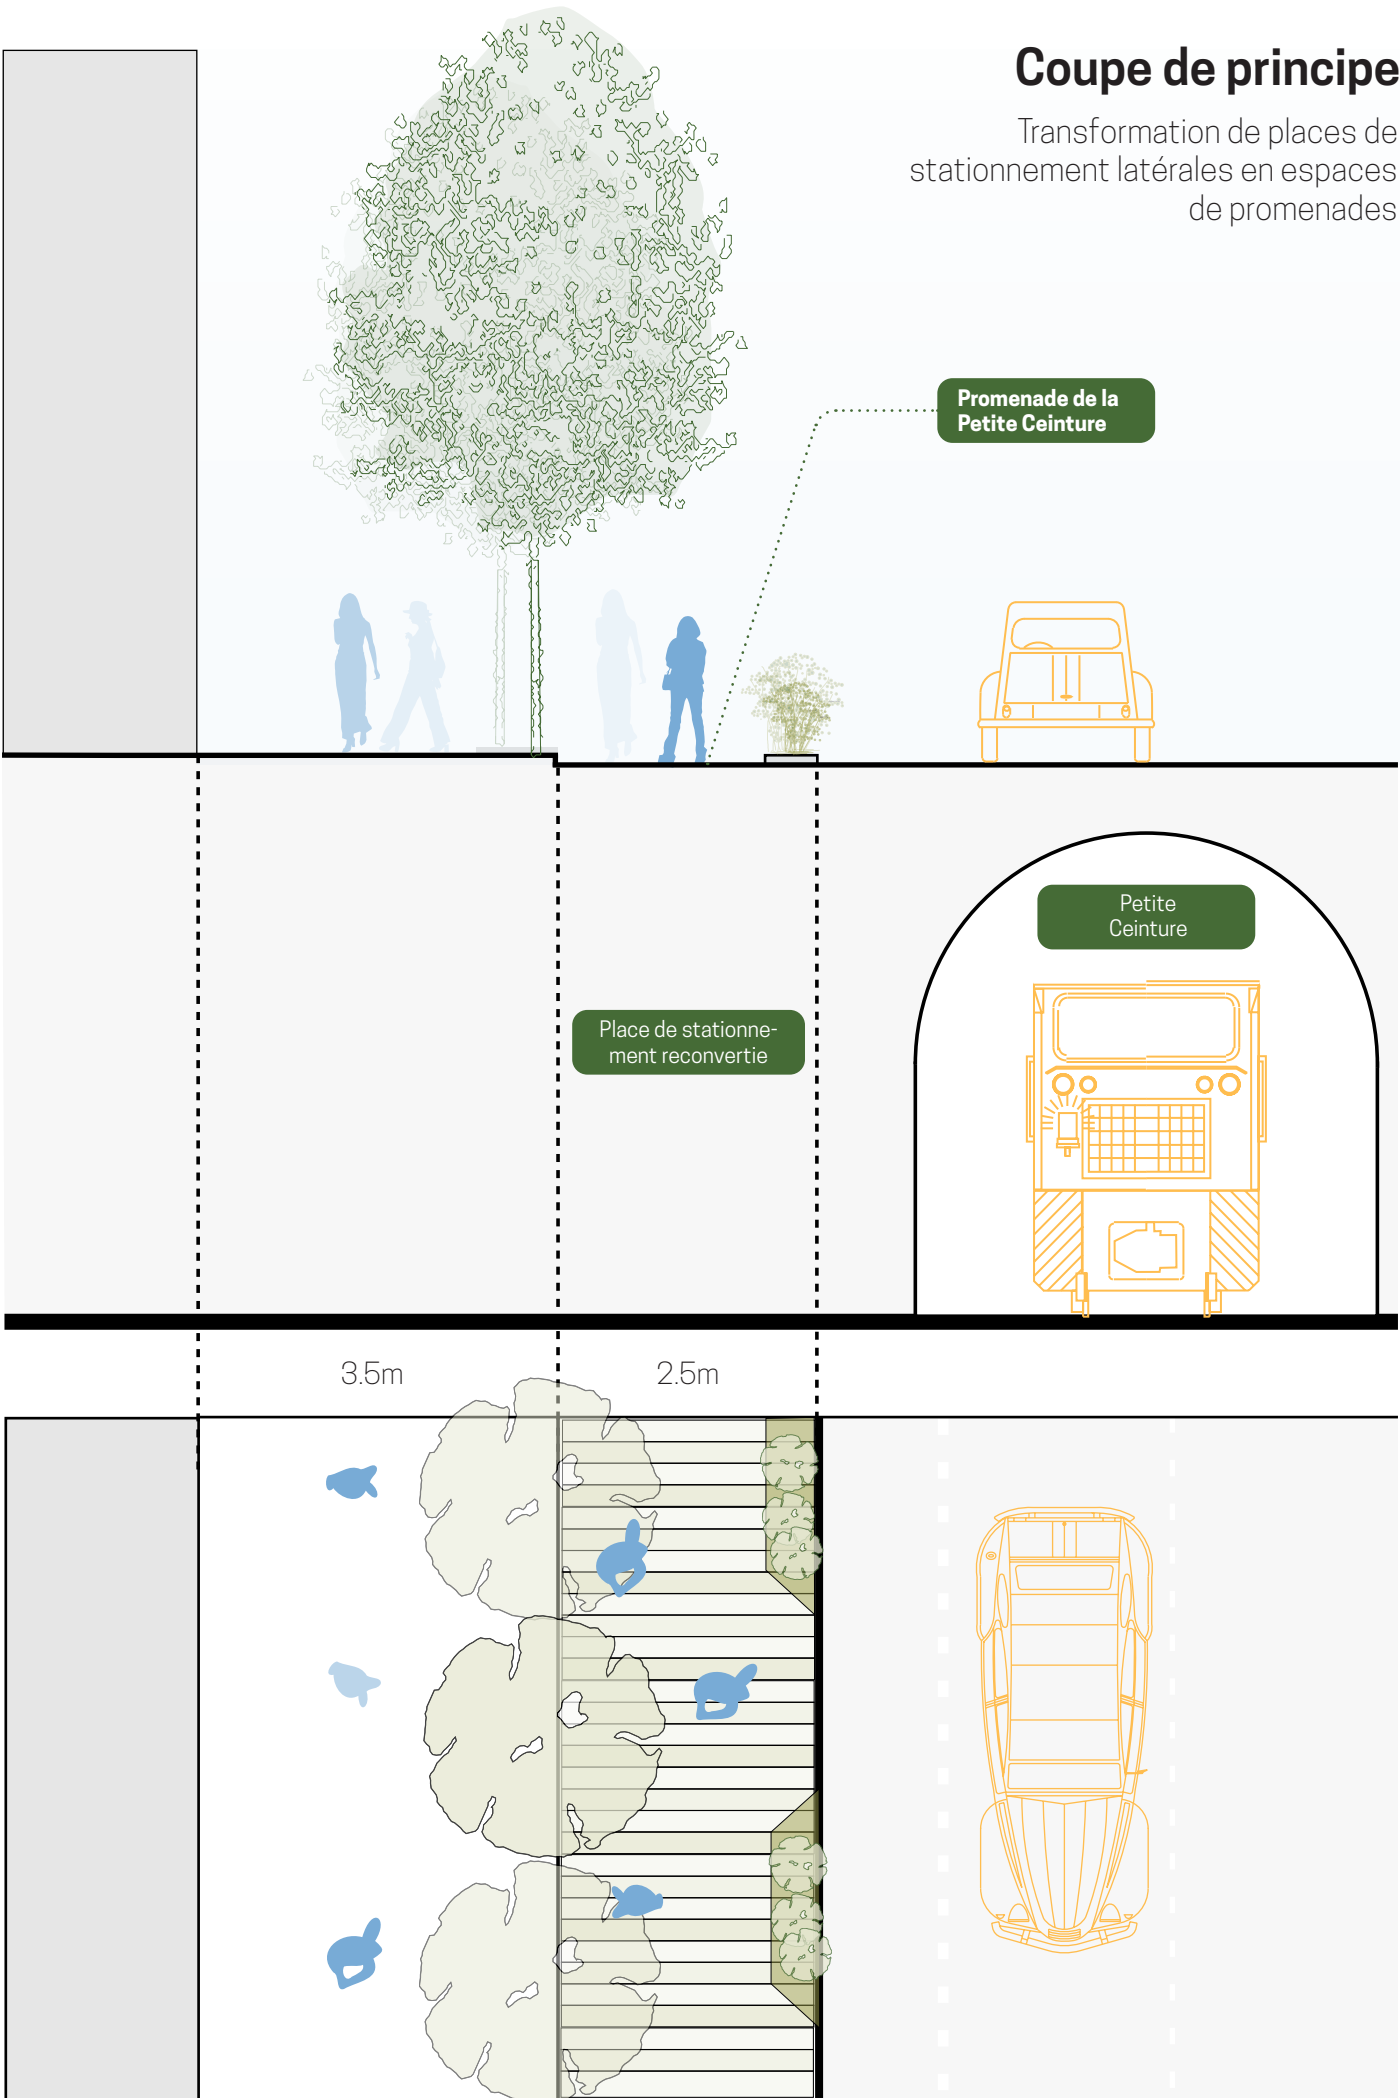 Coupe de principe
Transformation de places de
stationnement latérales en espaces
de promenades
Promenade de la
Petite Ceinture
Petite
Ceinture
Place de stationne-
ment reconvertie
3.5m
2.5m